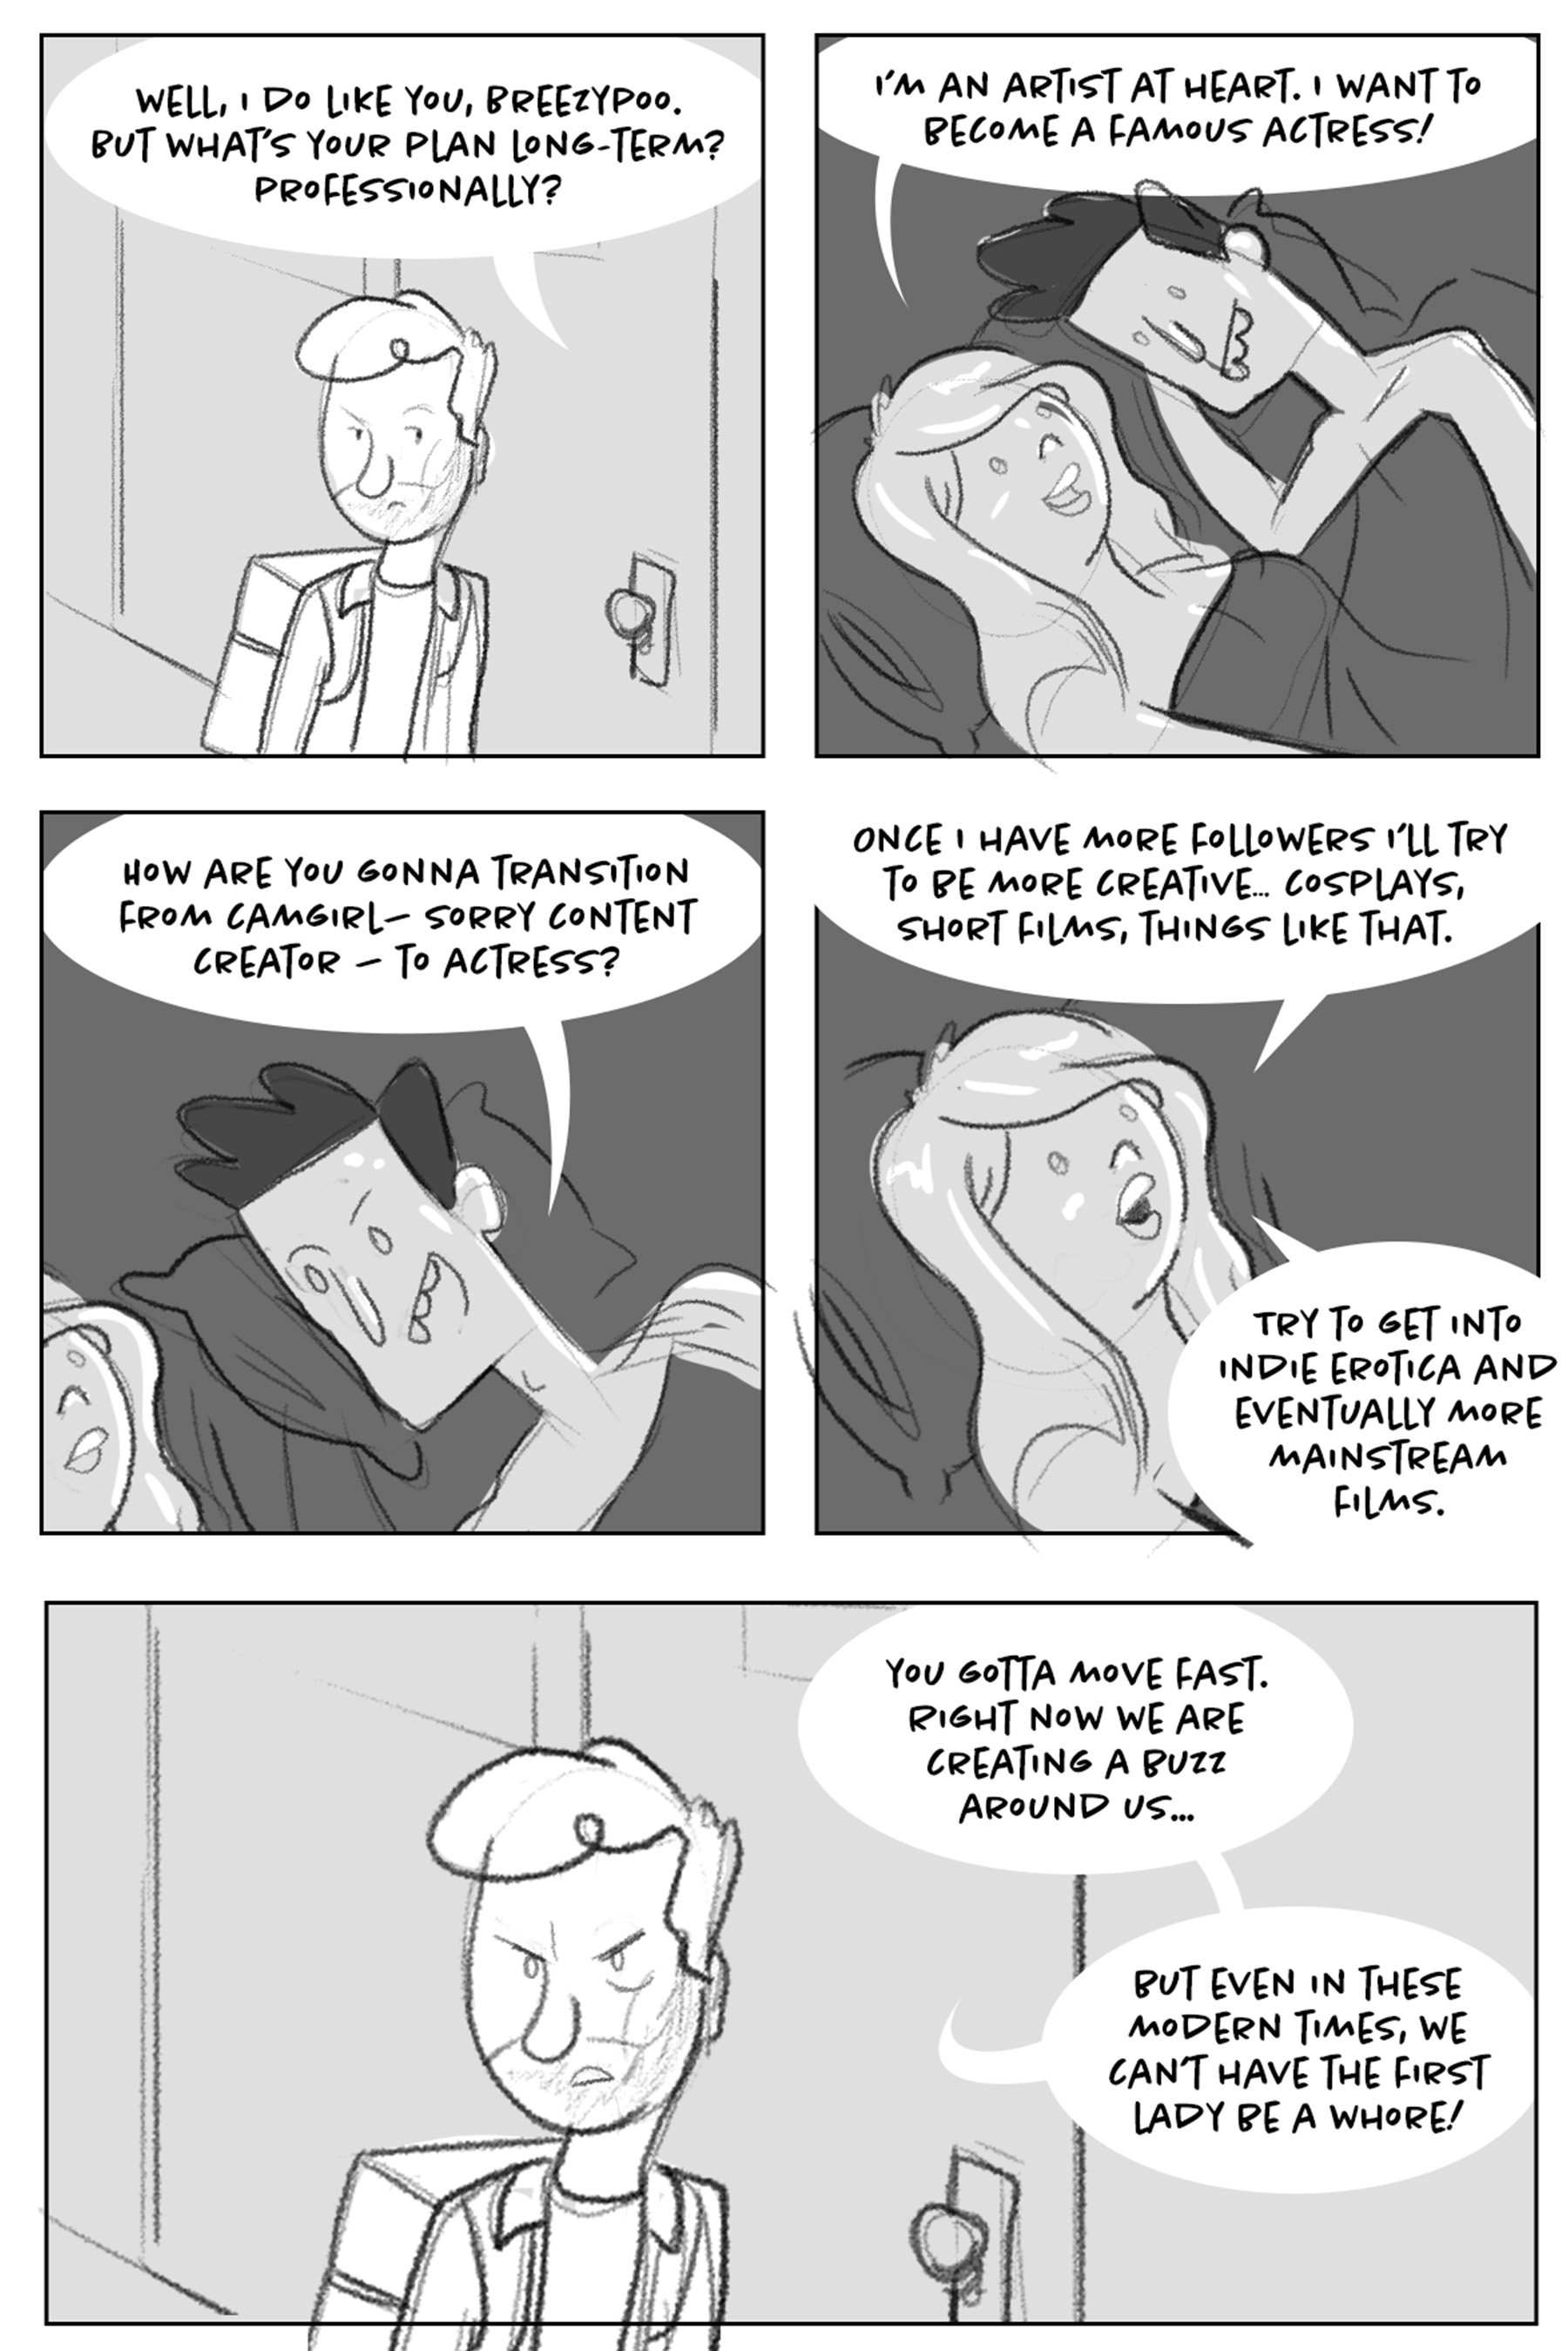 WELL, I DO LIKE YOU, BREEZYPOO.
BUT WHAT'S YOUR PLAN LONG-TERM?
PROFESSIONALLY?
I'M AN ARTIST AT HEART. I WANT TO
BECOME A FAMOUS ACTRESS!
HOW ARE YOU GONNA TRANSITION
FROM CAMGIRL— SORRY CONTENT
CREATOR — TO ACTRESS?
ONCE I HAVE MORE FOLLOWERS I'LL TRY
TO BE MORE CREATIVE... COSPLAYS,
SHORT FILMS, THINGS LIKE THAT.
TRY TO GET INTO
INDIE EROTICA AND
EVENTUALLY MORE
MAINSTREAM
FILMS.
YOU GOTTA MOVE FAST.
RIGHT NOW WE ARE
CREATING A BUZZ
AROUND US...
BUT EVEN IN THESE
MODERN TIMES, WE
CAN'T HAVE THE FIRST
LADY BE A WHORE!